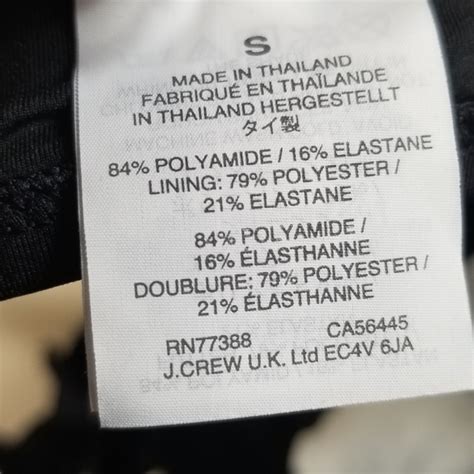 S
MADE IN THAILAND
FABRIQUÉ EN THAÏLANDE
IN THAILAND HERGESTELLT
タイ製
84% POLYAMIDE / 16% ELASTANE
LINING: 79% POLYESTER /
21% ELASTANE
84% POLYAMIDE /
16% ÉLASTHANNE
DOUBLURE: 79% POLYESTER /
21% ÉLASTHANNE
RN77388 CA56445
J.CREW U.K. Ltd EC4V 6JA